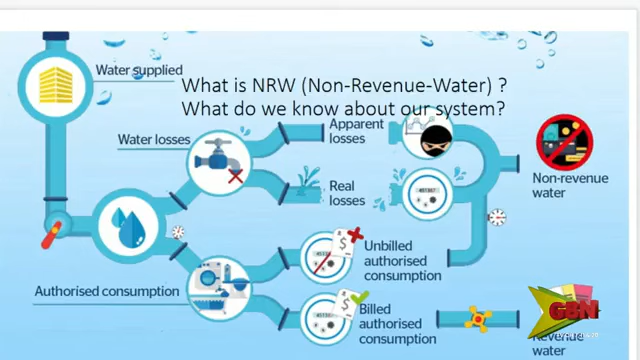 Water supplied
What is NRW (Non-Revenue-Water) ?
What do we know about our system?
Water losses
Apparent
losses
Real
losses
Non-revenue
water
Unbilled
authorised
consumption
Authorised consumption
Billed
authorised
consumption
GBN
Revenue
water